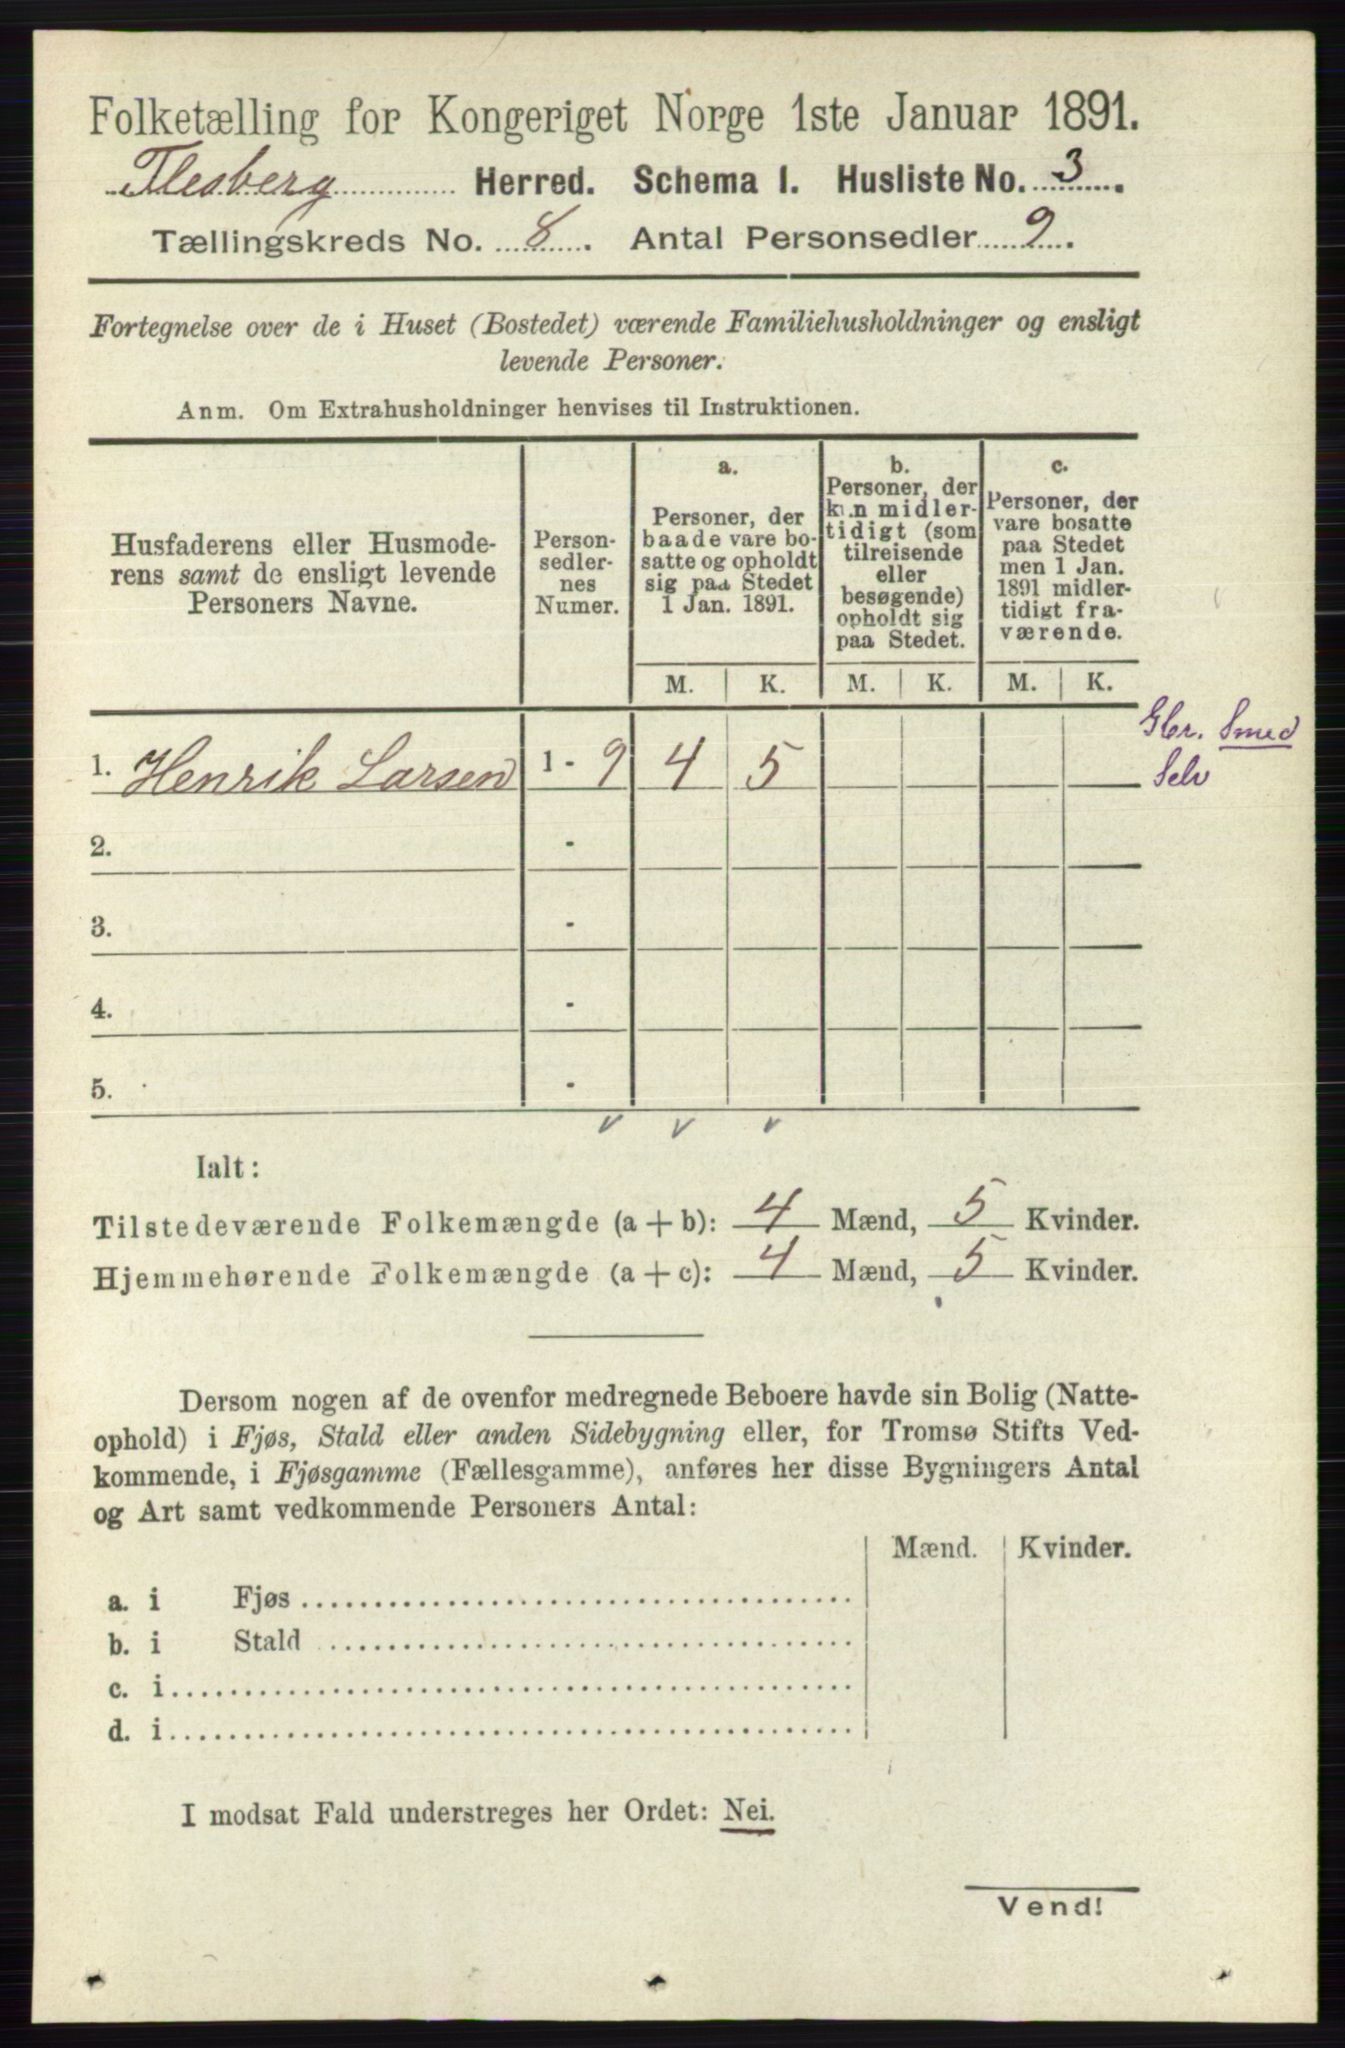 Folketælling for Kongeriget Norge 1ste Januar 1891.
Flesberg Herred. Schema I. Husliste No. 3.
Tællingskreds No. 8. Antal Personsedler 9.
Fortegnelse over de i Huset (Bostedet) værende Familiehusholdninger og ensligt
levende Personer.
Anm. Om Extrahusholdninger henvises til Instruktionen.
Husfaderens eller Husmode-
rens samt de ensligt levende
Personers Navne.
Person-
sedler-
nes
Numer.
a.
Personer, der
baade vare bo-
satte og opholdt
sig paa Stedet
1 Jan. 1891.
b.
Personer, der
kun midler-
tidigt (som
tilreisende
eller
besøgende)
opholdt sig
paa Stedet.
c.
Personer, der
vare bosatte
paa Stedet
men 1 Jan.
1891 midler-
tidigt fra-
værende.
M. K. M. K. M. K.
1. Henrik Larsen 1 - 9 4 5
Gbr. Smed
Selv
2. -
3. -
4. -
5. -
Ialt:
Tilstedeværende Folkemængde (a + b): 4 Mænd, 5 Kvinder.
Hjemmehørende Folkemængde (a + c): 4 Mænd, 5 Kvinder.
Dersom nogen af de ovenfor medregnede Beboere havde sin Bolig (Natte-
ophold) i Fjøs, Stald eller anden Sidebygning eller, for Tromsø Stifts Ved-
kommende, i Fjøsgamme (Fællesgamme), anføres her disse Bygningers Antal
og Art samt vedkommende Personers Antal:
Mænd. Kvinder.
a. i Fjøs
b. i Stald
c. i
d. i
I modsat Fald understreges her Ordet: Nei.
Vend!